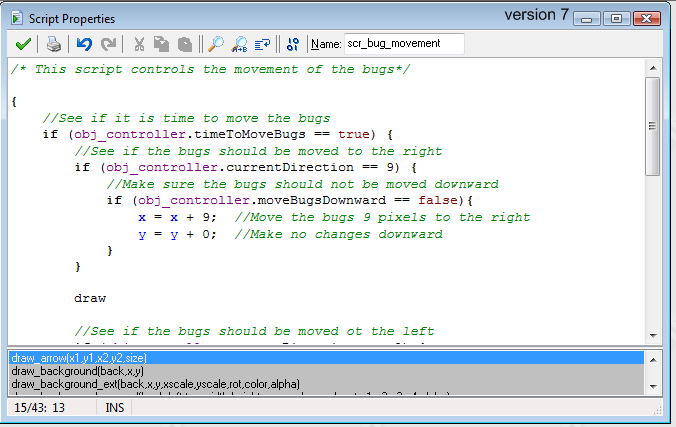 Script Properties
version 7
Name: scr_bug_movement
/* This script controls the movement of the bugs*/
{
//See if it is time to move the bugs
if (obj_controller.timeToMoveBugs == true) {
//See if the bugs should be moved to the right
if (obj_controller.currentDirection == 9) {
//Make sure the bugs should not be moved downward
if (obj_controller.moveBugsDownward == false){
x = x + 9; //Move the bugs 9 pixels to the right
y = y + 0; //Make no changes downward
}
}
draw
//See if the bugs should be moved ot the left
draw_arrow(x1,y1,x2,y2,size)
draw_background(back,x,y)
draw_background_ext(back,x,y,xscale,yscale,rot,color,alpha)
15/43: 13 INS